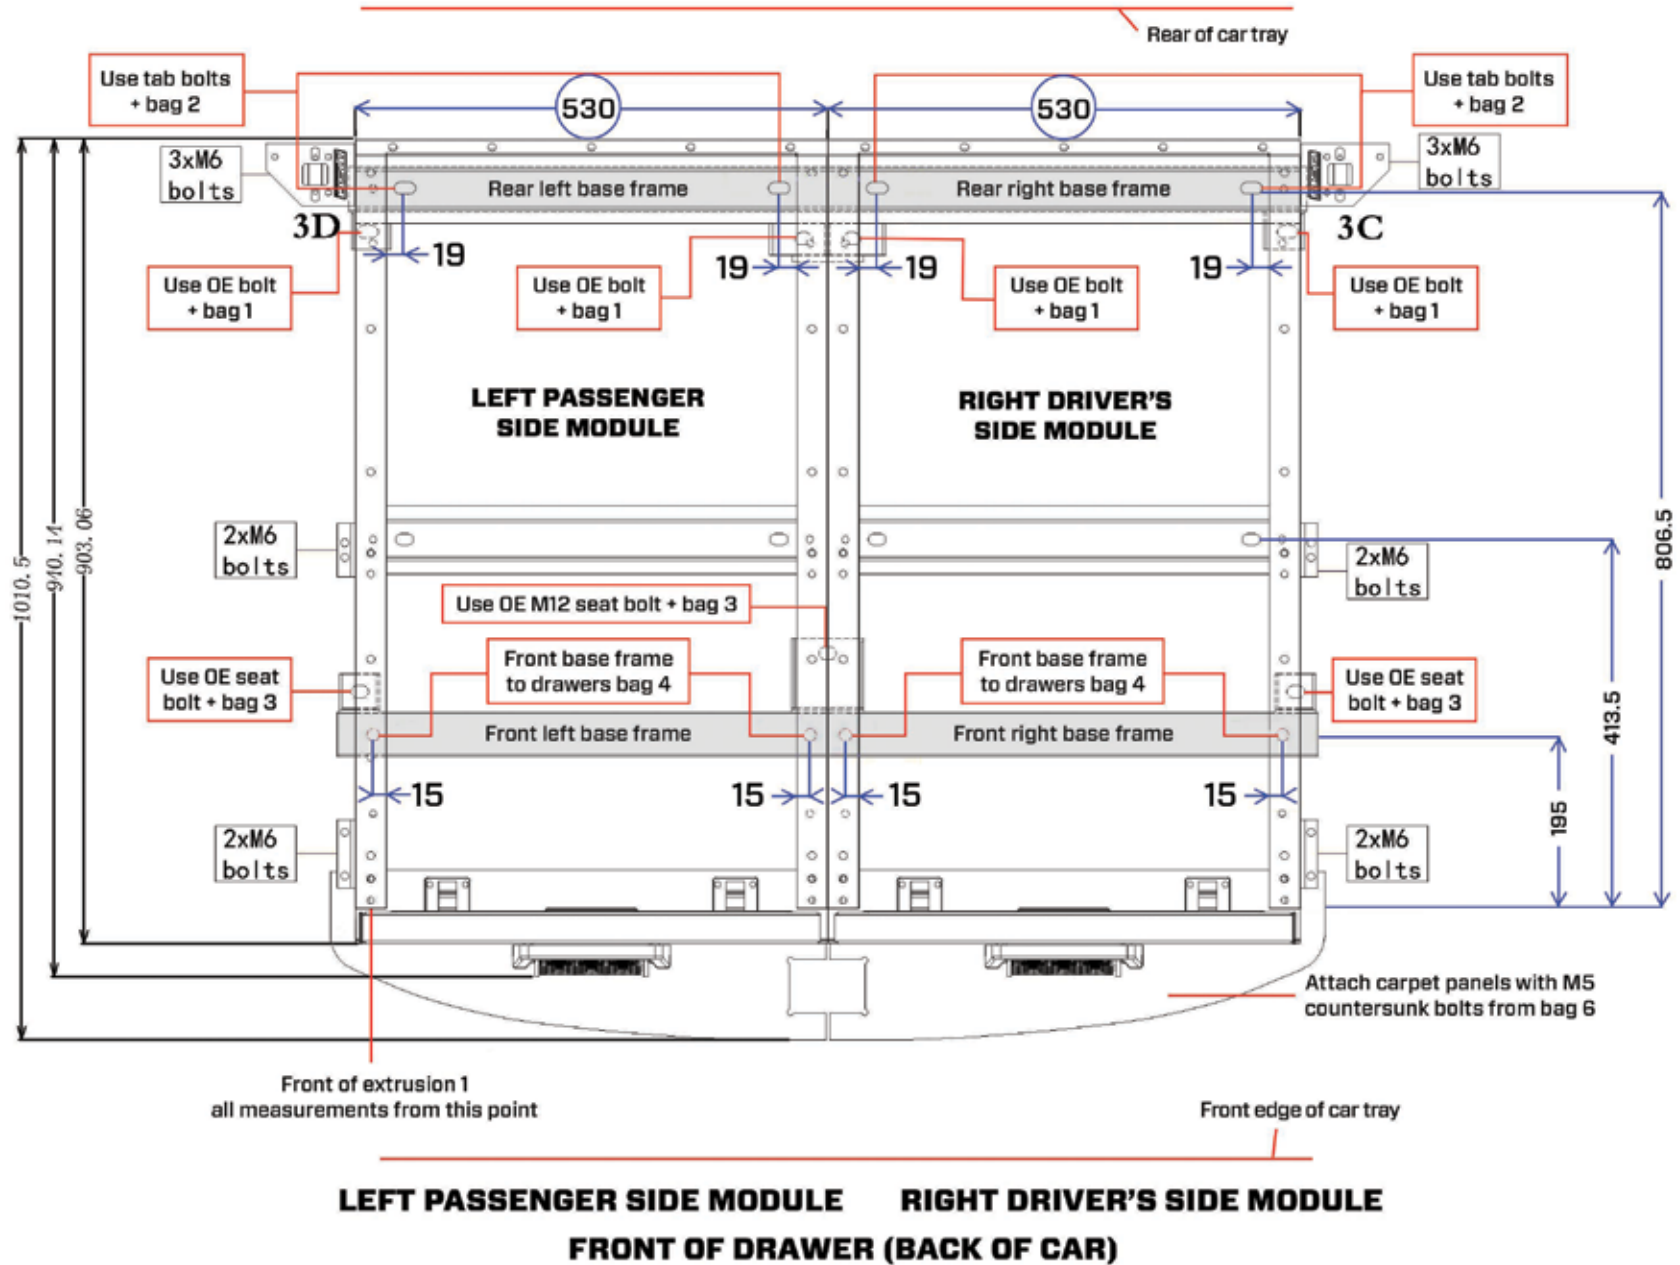 Rear of car tray
Use tab bolts
+ bag 2
530
530
Use tab bolts
+ bag 2
3xM6
bolts
Rear left base frame
Rear right base frame
3xM6
bolts
3D
3C
19
19
19
19
Use OE bolt
+ bag 1
Use OE bolt
+ bag 1
Use OE bolt
+ bag 1
Use OE bolt
+ bag 1
LEFT PASSENGER
SIDE MODULE
RIGHT DRIVER'S
SIDE MODULE
1010.5
940.14
903.06
806.5
413.5
195
2xM6
bolts
2xM6
bolts
Use OE M12 seat bolt + bag 3
Use OE seat
bolt + bag 3
Front base frame
to drawers bag 4
Front base frame
to drawers bag 4
Use OE seat
bolt + bag 3
Front left base frame
Front right base frame
15
15
15
15
2xM6
bolts
2xM6
bolts
Attach carpet panels with M5
countersunk bolts from bag 6
Front of extrusion 1
all measurements from this point
Front edge of car tray
LEFT PASSENGER SIDE MODULE
RIGHT DRIVER'S SIDE MODULE
FRONT OF DRAWER (BACK OF CAR)